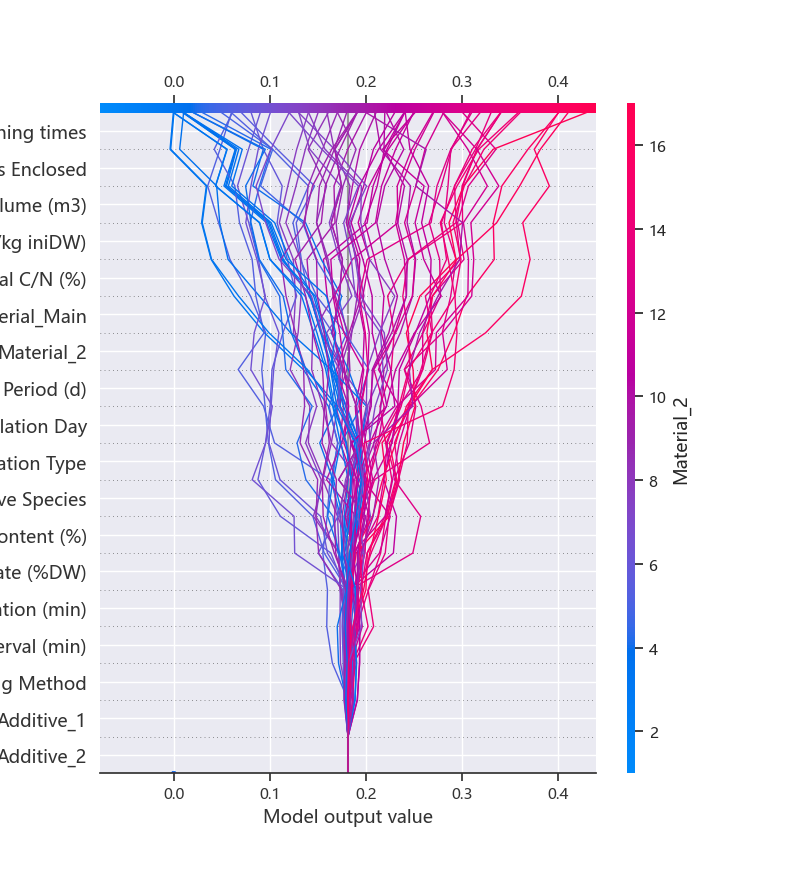 0.0 0.1 0.2 0.3 0.4
ning times
s Enclosed
lume (m3)
/kg iniDW)
al C/N (%)
erial_Main
Material_2
Period (d)
lation Day
ation Type
ve Species
ontent (%)
ate (%DW)
ation (min)
erval (min)
g Method
Additive_1
Additive_2
0.0 0.1 0.2 0.3 0.4
Model output value
16
14
12
10
8
6
4
2
Material_2